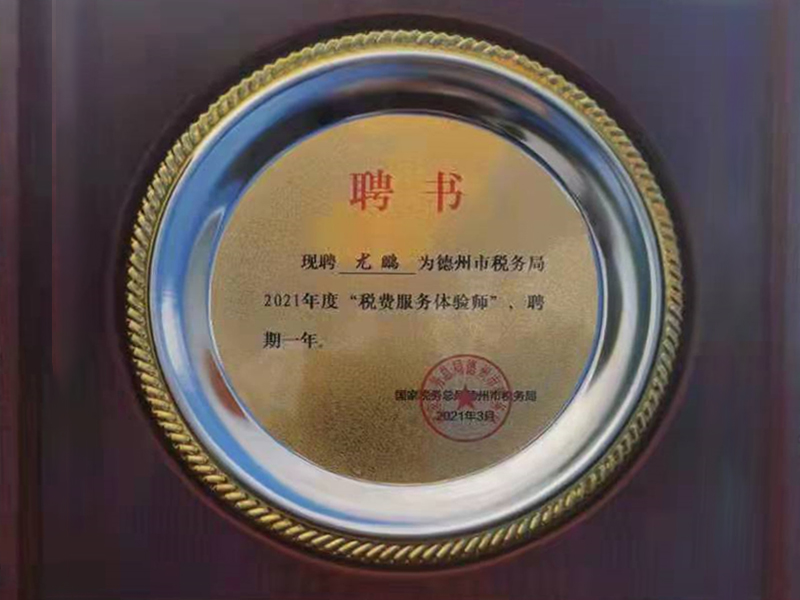 聘 书
现聘 尤鵬 为德州市税务局
2021年度“税费服务体验师”，聘
期一年。
国家税务总局德州市税务局
2021年3月